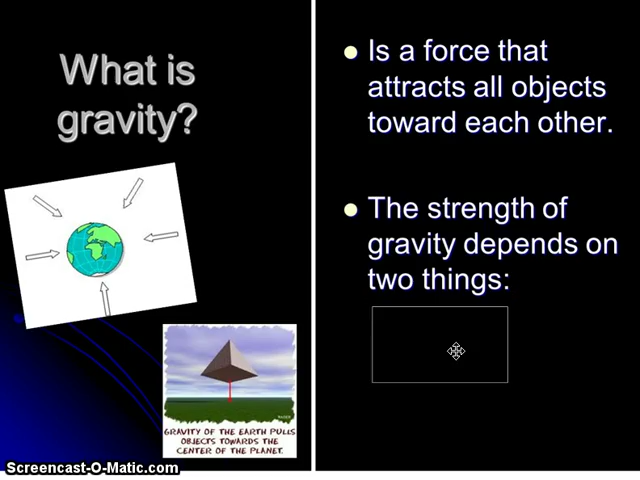 What is
gravity?
Is a force that
attracts all objects
toward each other.
The strength of
gravity depends on
two things:
GRAVITY OF THE EARTH PULLS
OBJECTS TOWARDS THE
CENTER OF THE PLANET.
Screencast-O-Matic.com